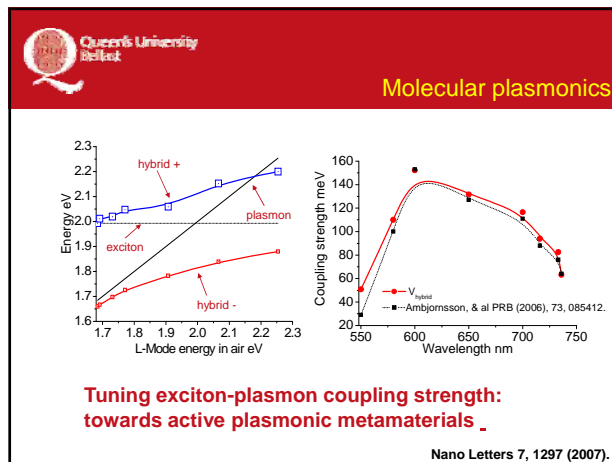 Queen's University
Belfast
Molecular plasmonics
2.3
2.2
2.1
2.0
1.9
1.8
1.7
1.6
Energy eV
hybrid +
plasmon
exciton
hybrid -
1.7 1.8 1.9 2.0 2.1 2.2 2.3
L-Mode energy in air eV
160
140
120
100
80
60
40
20
Coupling strength meV
V hybrid
Ambjornsson, & al PRB (2006), 73, 085412.
550 600 650 700 750
Wavelength nm
Tuning exciton-plasmon coupling strength:
towards active plasmonic metamaterials
Nano Letters 7, 1297 (2007).